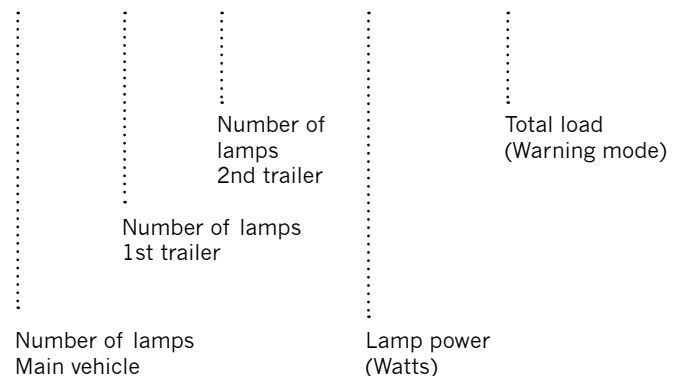 Number of
lamps
2nd trailer
Total load
(Warning mode)
Number of lamps
1st trailer
Number of lamps
Main vehicle
Lamp power
(Watts)